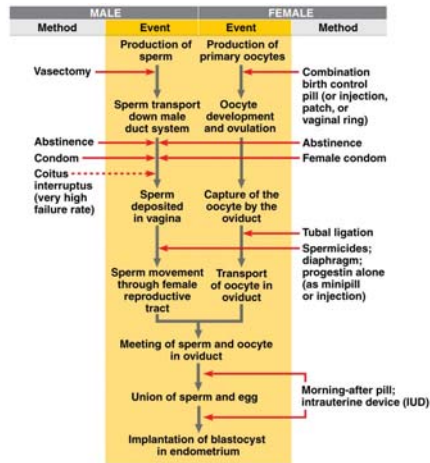 MALE
FEMALE
Method
Event
Event
Method
Production of
sperm
Production of
primary oocytes
Vasectomy
Combination
birth control
pill (or injection,
patch, or
vaginal ring)
Sperm transport
down male
duct system
Oocyte
development
and ovulation
Abstinence
Abstinence
Condom
Female condom
Coitus
interruptus
(very high
failure rate)
Sperm
deposited
in vagina
Capture of the
oocyte by the
oviduct
Tubal ligation
Spermicides;
diaphragm;
progestin alone
(as minipill
or injection)
Sperm movement
through female
reproductive
tract
Transport
of oocyte in
oviduct
Meeting of sperm and oocyte
in oviduct
Morning-after pill;
intrauterine device (IUD)
Union of sperm and egg
Implantation of blastocyst
in endometrium